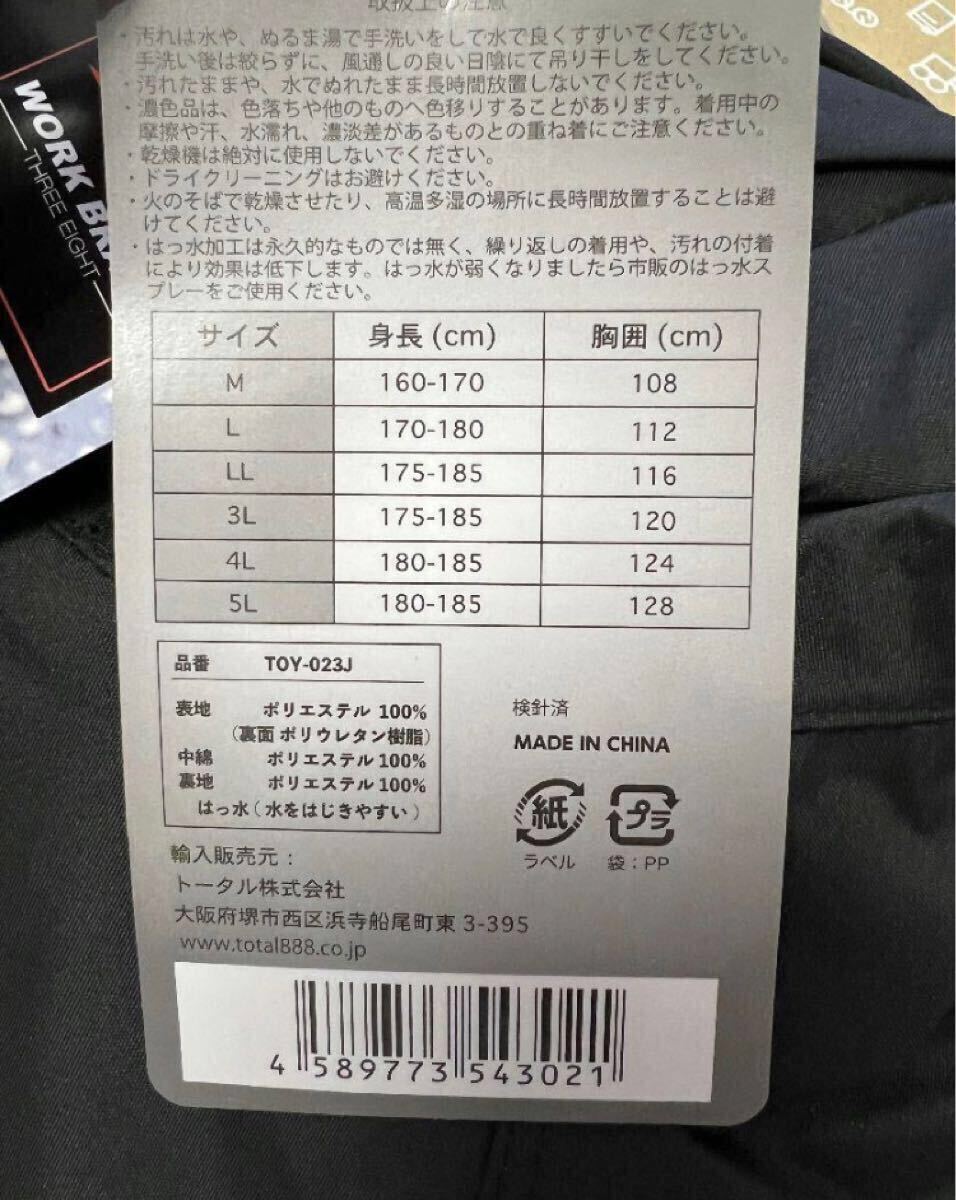 取扱上の注意
・汚れは水や、ぬるま湯で手洗いをして水で良くすすいでください。
手洗い後は絞らずに、風通しの良い日陰にて吊り干しをしてください。
・汚れたままや、水でぬれたまま長時間放置しないでください。
・濃色品は、色落ちや他のものへ色移りすることがあります。着用中の
摩擦や汗、水濡れ、濃淡差があるものとの重ね着にご注意ください。
・乾燥機は絶対に使用しないでください。
・ドライクリーニングはお避けください。
・火のそばで乾燥させたり、高温多湿の場所に長時間放置することは避
けてください。
・はっ水加工は永久的なものでは無く、繰り返しの着用や、汚れの付着
により効果は低下します。はっ水が弱くなりましたら市販のはっ水ス
プレーをご使用ください。
サイズ 身長 (cm) 胸囲 (cm)
M 160-170 108
L 170-180 112
LL 175-185 116
3L 175-185 120
4L 180-185 124
5L 180-185 128
品番 TOY-023J
表地 ポリエステル 100%
(裏面 ポリウレタン樹脂)
中綿 ポリエステル 100%
裏地 ポリエステル 100%
はっ水 ( 水をはじきやすい )
検針済
MADE IN CHINA
紙
プラ
ラベル 袋：PP
輸入販売元：
トータル株式会社
大阪府堺市西区浜寺船尾町東 3-395
www.total888.co.jp
4 589773 543021
WORK
THREE EIGHT